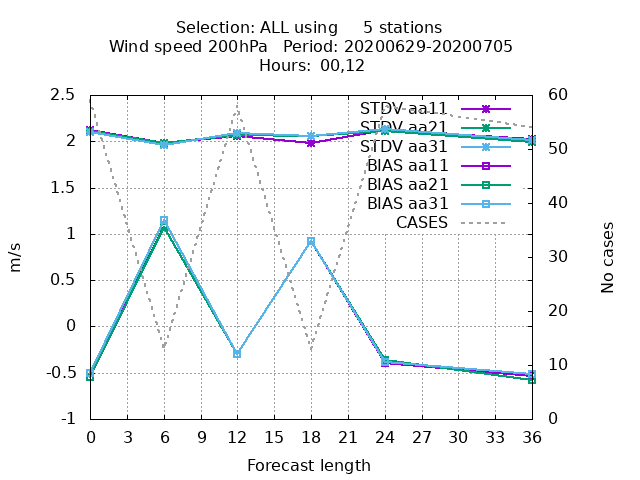 Selection: ALL using     5 stations
Wind speed 200hPa   Period: 20200629-20200705
Hours: 00,12
2.5
2
1.5
1
0.5
0
-0.5
-1
m/s
60
50
40
30
20
10
0
No cases
STDV aa11
STDV aa21
STDV aa31
BIAS aa11
BIAS aa21
BIAS aa31
CASES
0 3 6 9 12 15 18 21 24 27 30 33 36
Forecast length